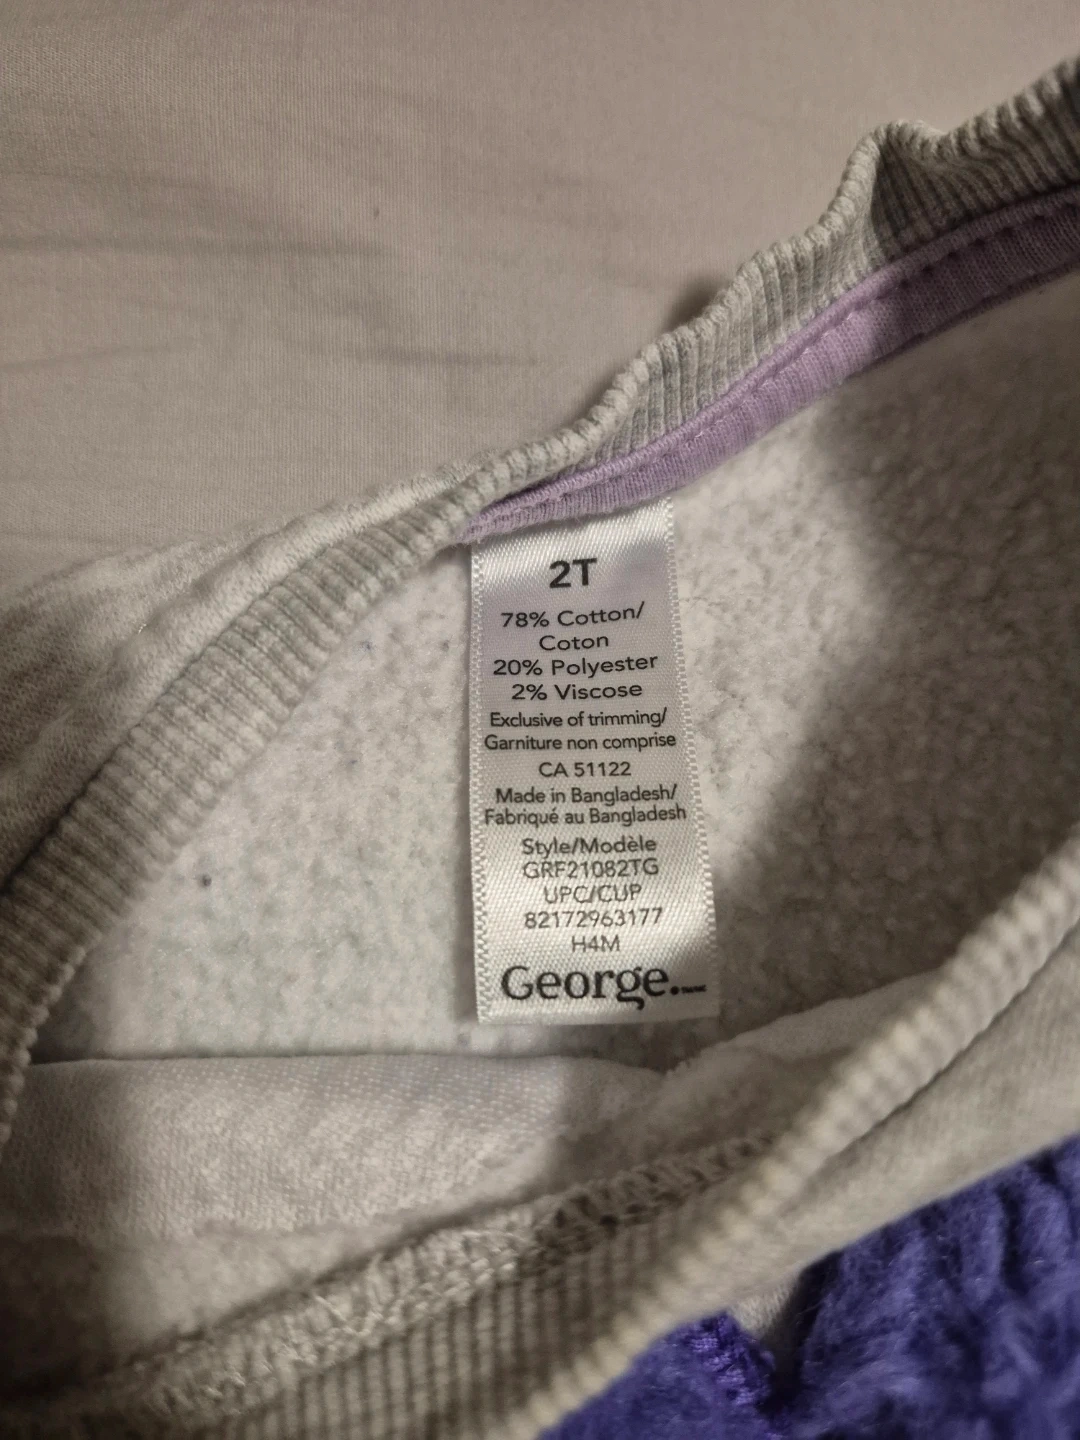 2T
78% Cotton/
Coton
20% Polyester
2% Viscose
Exclusive of trimming/
Garniture non comprise
CA 51122
Made in Bangladesh/
Fabriqué au Bangladesh
Style/Modèle
GRF21082TG
UPC/CUP
82172963177
H4M
George.